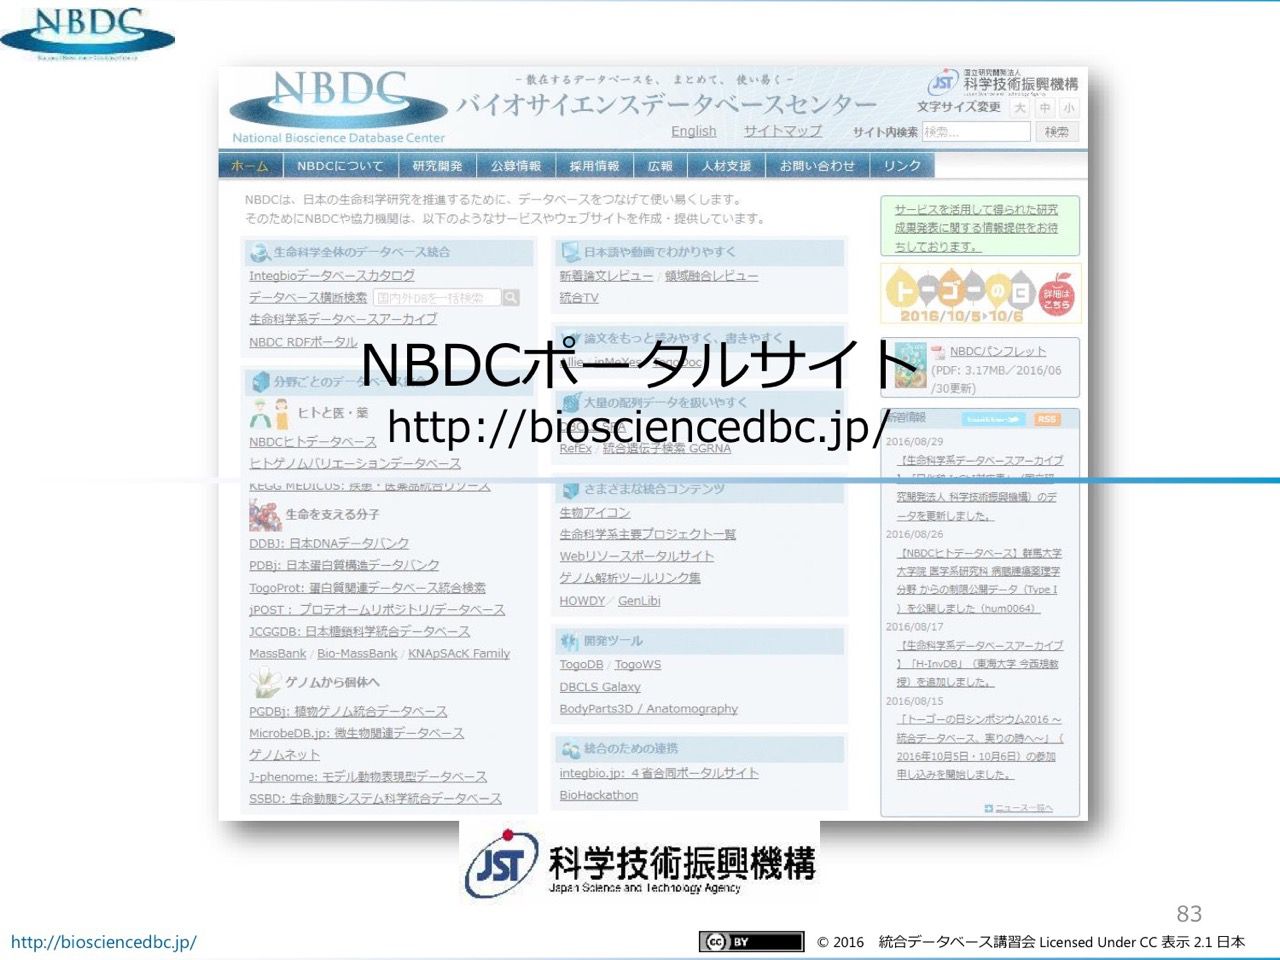 NBDC
NBDC
National Bioscience Database Center
- 散在するデータベースを、まとめて、使い易く -
バイオサイエンスデータベースセンター
JST
国立研究開発法人
科学技術振興機構
文字サイズ変更 大 中 小
English サイトマップ サイト内検索 検索... 検索
ホーム NBDCについて 研究開発 公募情報 採用情報 広報 人材支援 お問い合わせ リンク
NBDCは、日本の生命科学研究を推進するために、データベースをつなげて使い易くします。
そのためにNBDCや協力機関は、以下のようなサービスやウェブサイトを作成・提供しています。
生命科学全体のデータベース統合
Integbioデータベースカタログ
データベース横断検索 国内外DBを一括検索
生命科学系データベースアーカイブ
NBDC RDFポータル
分野ごとのデータベース
ヒトと医・薬
NBDCヒトデータベース
ヒトゲノムバリエーションデータベース
KEGG MEDICUS: 疾患・医薬品統合リソース
生命を支える分子
DDBJ: 日本DNAデータバンク
PDBj: 日本蛋白質構造データバンク
TogoProt: 蛋白質関連データベース統合検索
jPOST： プロテオームリポジトリ/データベース
JCGGDB: 日本糖鎖科学統合データベース
MassBank / Bio-MassBank / KNApSAcK Family
ゲノムから個体へ
PGDBj: 植物ゲノム統合データベース
MicrobeDB.jp: 微生物関連データベース
ゲノムネット
J-phenome: モデル動物表現型データベース
SSBD: 生命動態システム科学統合データベース
日本語や動画でわかりやすく
新着論文レビュー / 領域融合レビュー
統合TV
論文をもっと読みやすく、書きやすく
Allie / inMeXes / TogoDoc
大量の配列データを扱いやすく
DBCLS SRA
RefEx / 統合遺伝子検索 GGRNA
さまざまな統合コンテンツ
生物アイコン
生命科学系主要プロジェクト一覧
Webリソースポータルサイト
ゲノム解析ツールリンク集
HOWDY / GenLibi
開発ツール
TogoDB / TogoWS
DBCLS Galaxy
BodyParts3D / Anatomography
統合のための連携
integbio.jp: ４省合同ポータルサイト
BioHackathon
サービスを活用して得られた研究
成果発表に関する情報提供をお待
ちしております。
トーゴーの日
2016/10/5▸10/6
詳細は
こちら
NBDCパンフレット
(PDF: 3.17MB／2016/06
/30更新)
新着情報 RSS
2016/08/29
【生命科学系データベースアーカイブ
究開発法人 科学技術振興機構）のデ
ータを更新しました。
2016/08/26
【NBDCヒトデータベース】群馬大学
大学院 医学系研究科 病態腫瘍薬理学
分野 からの制限公開データ（Type I
）を公開しました（hum0064）
2016/08/17
【生命科学系データベースアーカイブ
】「H-InvDB」（東海大学 今西規教
授）を追加しました。
2016/08/15
「トーゴーの日シンポジウム2016 ～
統合データベース、実りの時へ～」（
2016年10月5日・10月6日）の参加
申し込みを開始しました。
ニュース一覧へ
NBDCポータルサイト
http://biosciencedbc.jp/
JST 科学技術振興機構
Japan Science and Technology Agency
83
http://biosciencedbc.jp/
cc BY © 2016 統合データベース講習会 Licensed Under CC 表示 2.1 日本